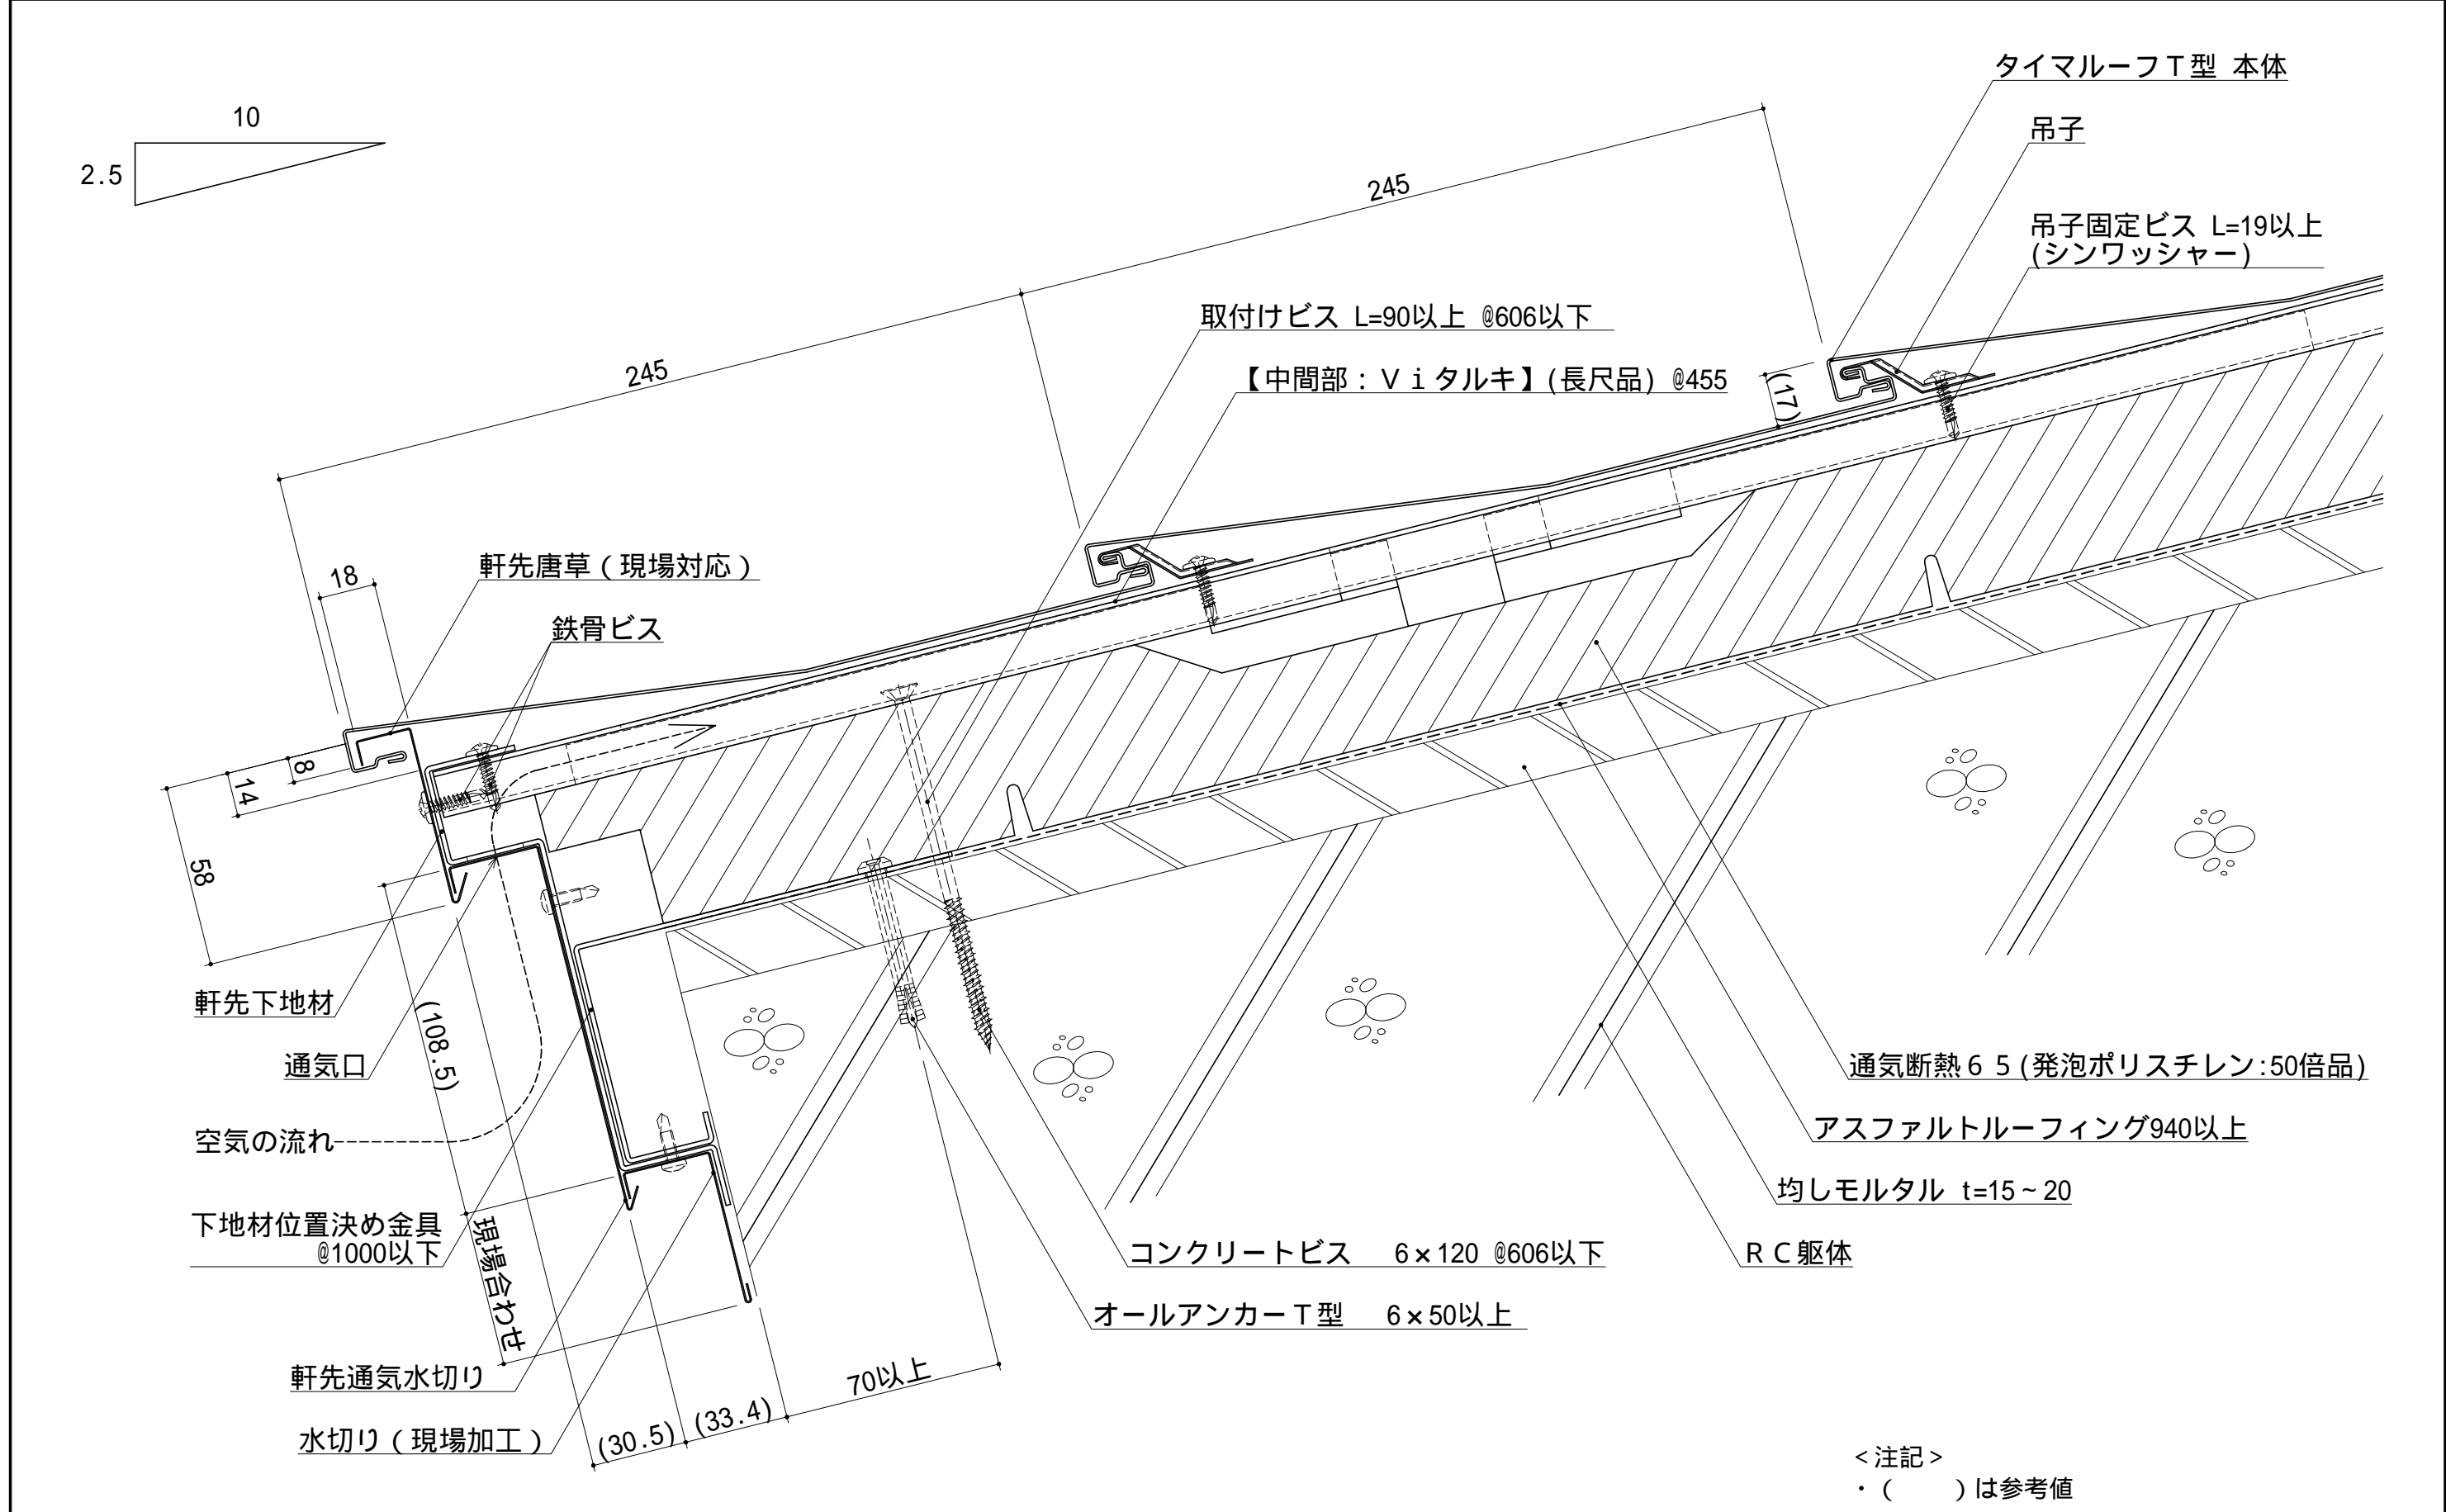 タイマルーフT型 本体
10
吊子
2.5
245
吊子固定ビス L=19以上
(シンワッシャー)
取付けビス L=90以上 @606以下
245
【中間部：Ｖｉタルキ】(長尺品) @455
(17)
軒先唐草（現場対応）
18
鉄骨ビス
8
14
58
軒先下地材
(108.5)
通気口
通気断熱６５(発泡ポリスチレン:50倍品)
空気の流れ
アスファルトルーフィング940以上
均しモルタル t=15～20
下地材位置決め金具
@1000以下
現場合わせ
コンクリートビス 6×120 @606以下
ＲＣ躯体
オールアンカーＴ型 6×50以上
軒先通気水切り
70以上
(33.4)
(30.5)
水切り（現場加工）
＜注記＞
・（　　）は参考値